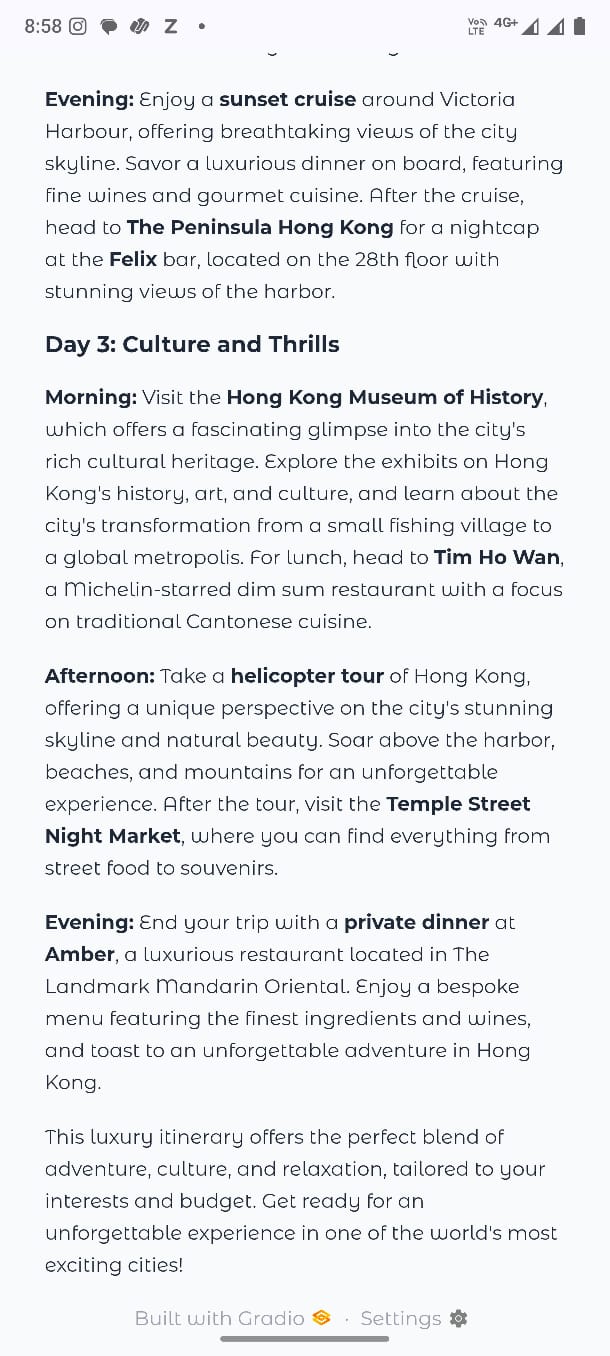 8:58 Z Vo)) LTE 4G+
Evening: Enjoy a sunset cruise around Victoria
Harbour, offering breathtaking views of the city
skyline. Savor a luxurious dinner on board, featuring
fine wines and gourmet cuisine. After the cruise,
head to The Peninsula Hong Kong for a nightcap
at the Felix bar, located on the 28th floor with
stunning views of the harbor.
Day 3: Culture and Thrills
Morning: Visit the Hong Kong Museum of History,
which offers a fascinating glimpse into the city's
rich cultural heritage. Explore the exhibits on Hong
Kong's history, art, and culture, and learn about the
city's transformation from a small fishing village to
a global metropolis. For lunch, head to Tim Ho Wan,
a Michelin-starred dim sum restaurant with a focus
on traditional Cantonese cuisine.
Afternoon: Take a helicopter tour of Hong Kong,
offering a unique perspective on the city's stunning
skyline and natural beauty. Soar above the harbor,
beaches, and mountains for an unforgettable
experience. After the tour, visit the Temple Street
Night Market, where you can find everything from
street food to souvenirs.
Evening: End your trip with a private dinner at
Amber, a luxurious restaurant located in The
Landmark Mandarin Oriental. Enjoy a bespoke
menu featuring the finest ingredients and wines,
and toast to an unforgettable adventure in Hong
Kong.
This luxury itinerary offers the perfect blend of
adventure, culture, and relaxation, tailored to your
interests and budget. Get ready for an
unforgettable experience in one of the world's most
exciting cities!
Built with Gradio · Settings